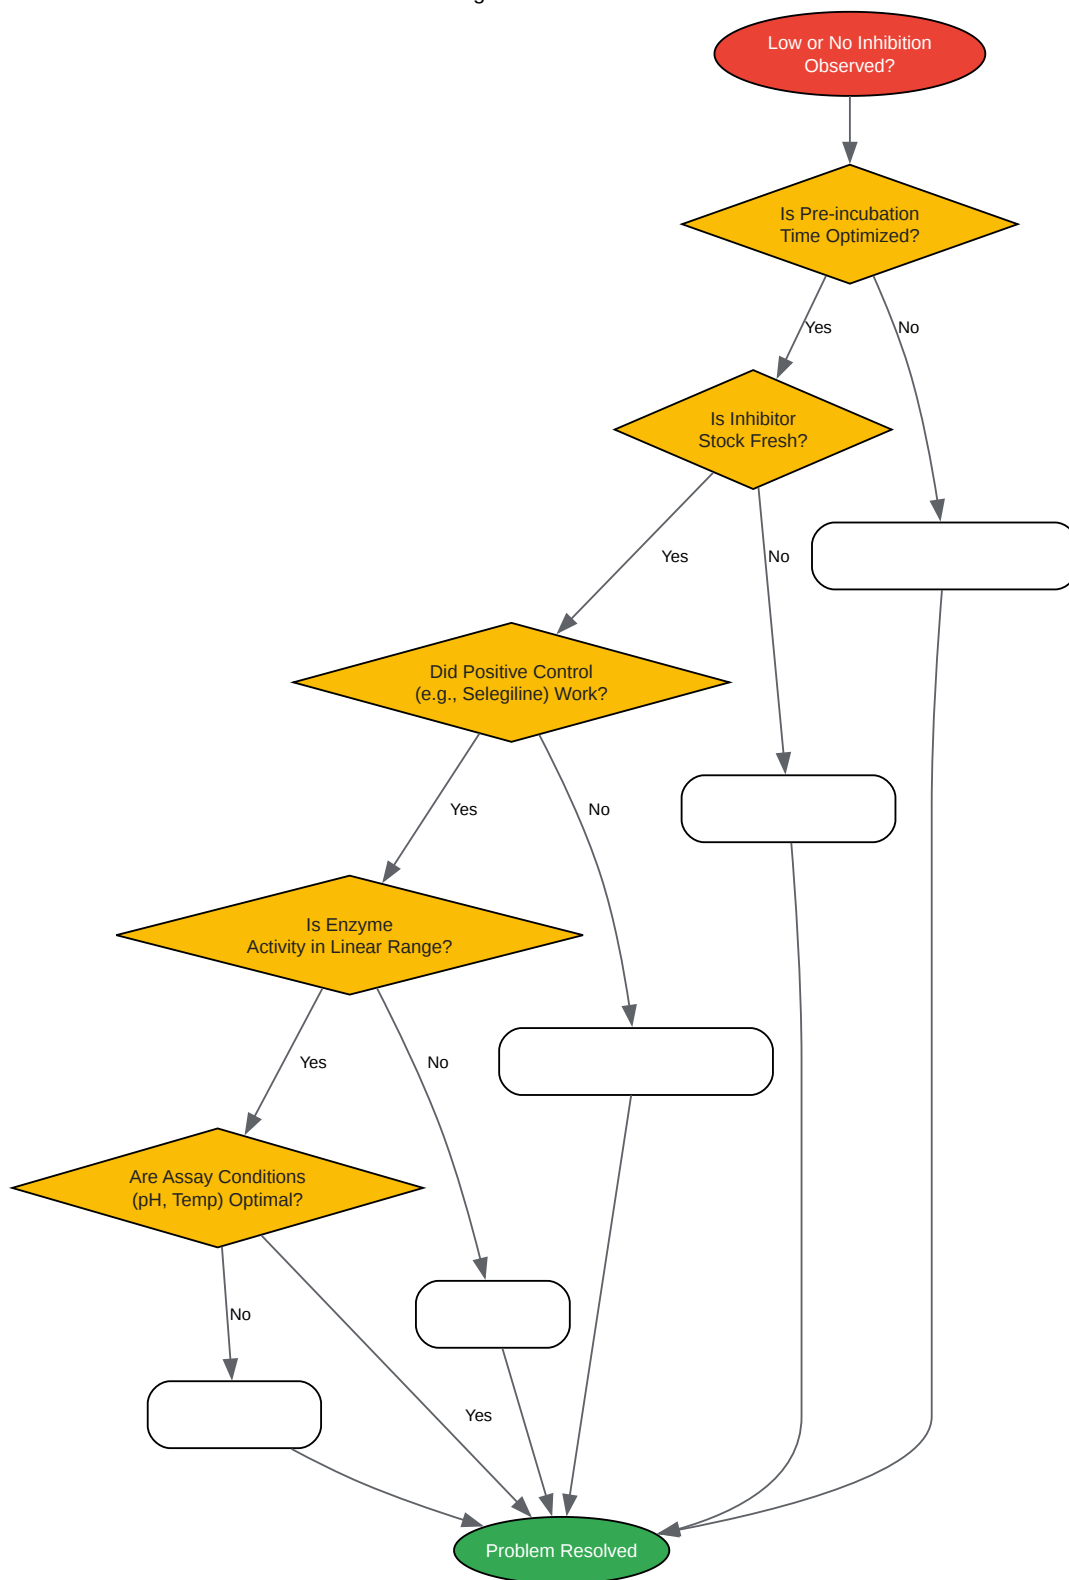 Low or No Inhibition
Observed?
Is Pre-incubation
Time Optimized?
Yes
No
Is Inhibitor
Stock Fresh?
Yes
No
Did Positive Control
(e.g., Selegiline) Work?
Yes
No
Is Enzyme
Activity in Linear Range?
Yes
No
Are Assay Conditions
(pH, Temp) Optimal?
No
Yes
Problem Resolved